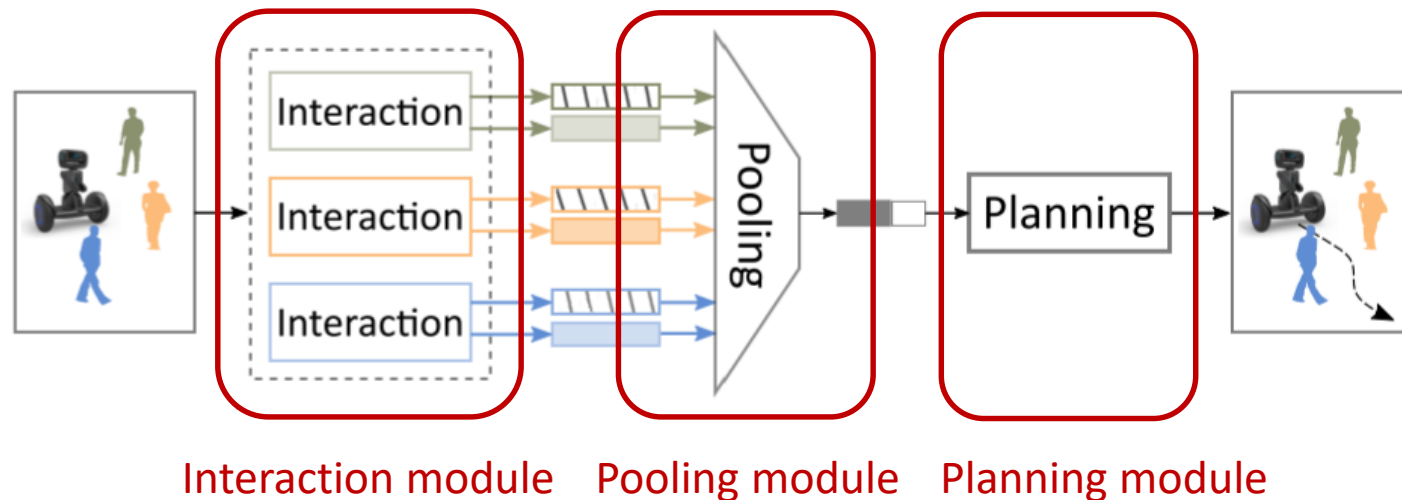 Interaction
Interaction
Interaction
Pooling
Planning
Interaction module
Pooling module
Planning module